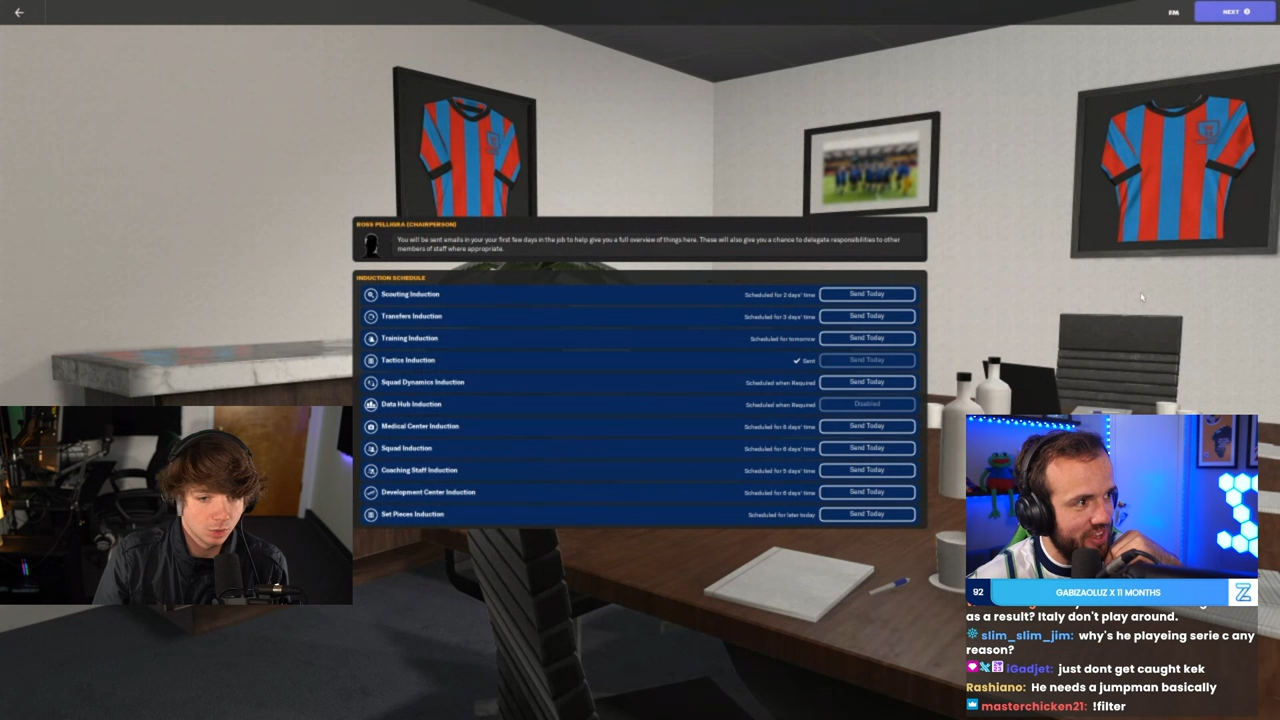 FM
NEXT
ROSS PELLIGRA (CHAIRPERSON)
You will be sent emails in your your first few days in the job to help give you a full overview of things here. These will also give you a chance to delegate responsibilities to other
members of staff where appropriate.
INDUCTION SCHEDULE
Scouting Induction Scheduled for 2 days' time Send Today
Transfers Induction Scheduled for 3 days' time Send Today
Training Induction Scheduled for tomorrow Send Today
Tactics Induction Sent Send Today
Squad Dynamics Induction Scheduled when Required Send Today
Data Hub Induction Scheduled when Required Disabled
Medical Center Induction Scheduled for 6 days' time Send Today
Squad Induction Scheduled for 6 days' time Send Today
Coaching Staff Induction Scheduled for 5 days' time Send Today
Development Center Induction Scheduled for 6 days' time Send Today
Set Pieces Induction Scheduled for later today Send Today
92 GABIZAOLUZ X 11 MONTHS Z
as a result? Italy don't play around.
slim_slim_jim: why's he playeing serie c any
reason?
iGadjet: just dont get caught kek
Rashiano: He needs a jumpman basically
masterchicken21: !filter